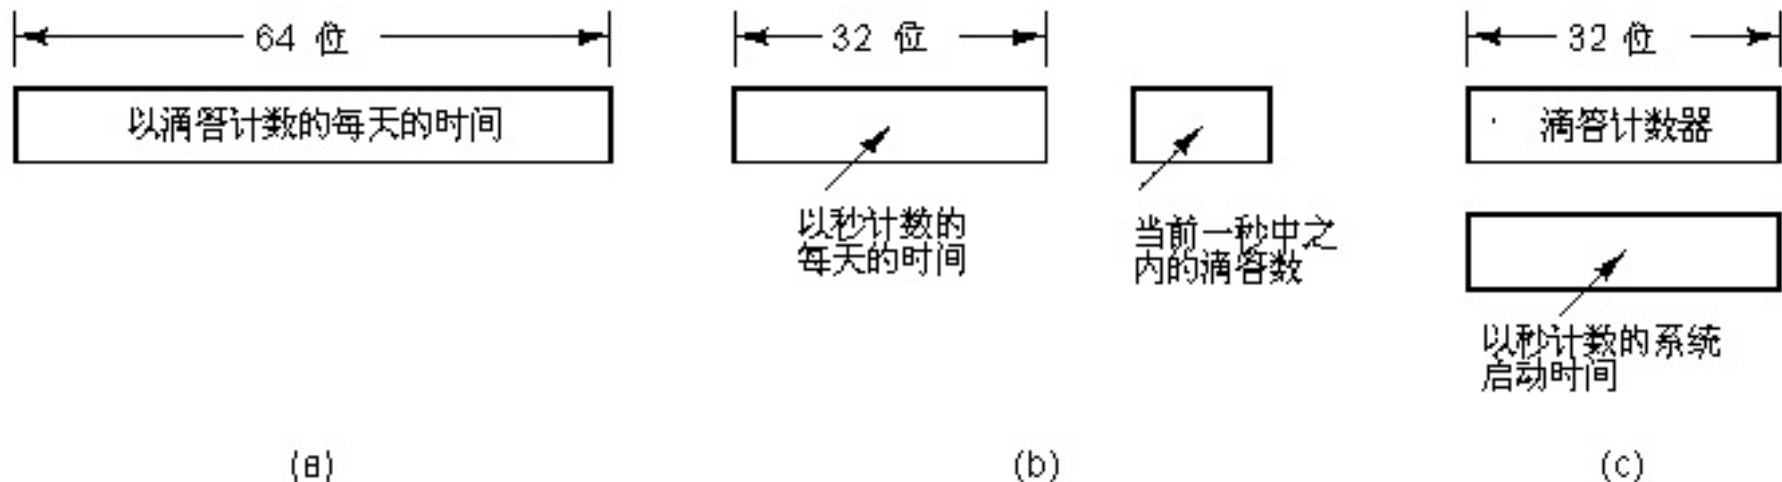 64 位
以滴答计数的每天的时间
(a)
32 位
以秒计数的
每天的时间
当前一秒中之
内的滴答数
(b)
32 位
滴答计数器
以秒计数的系统
启动时间
(c)